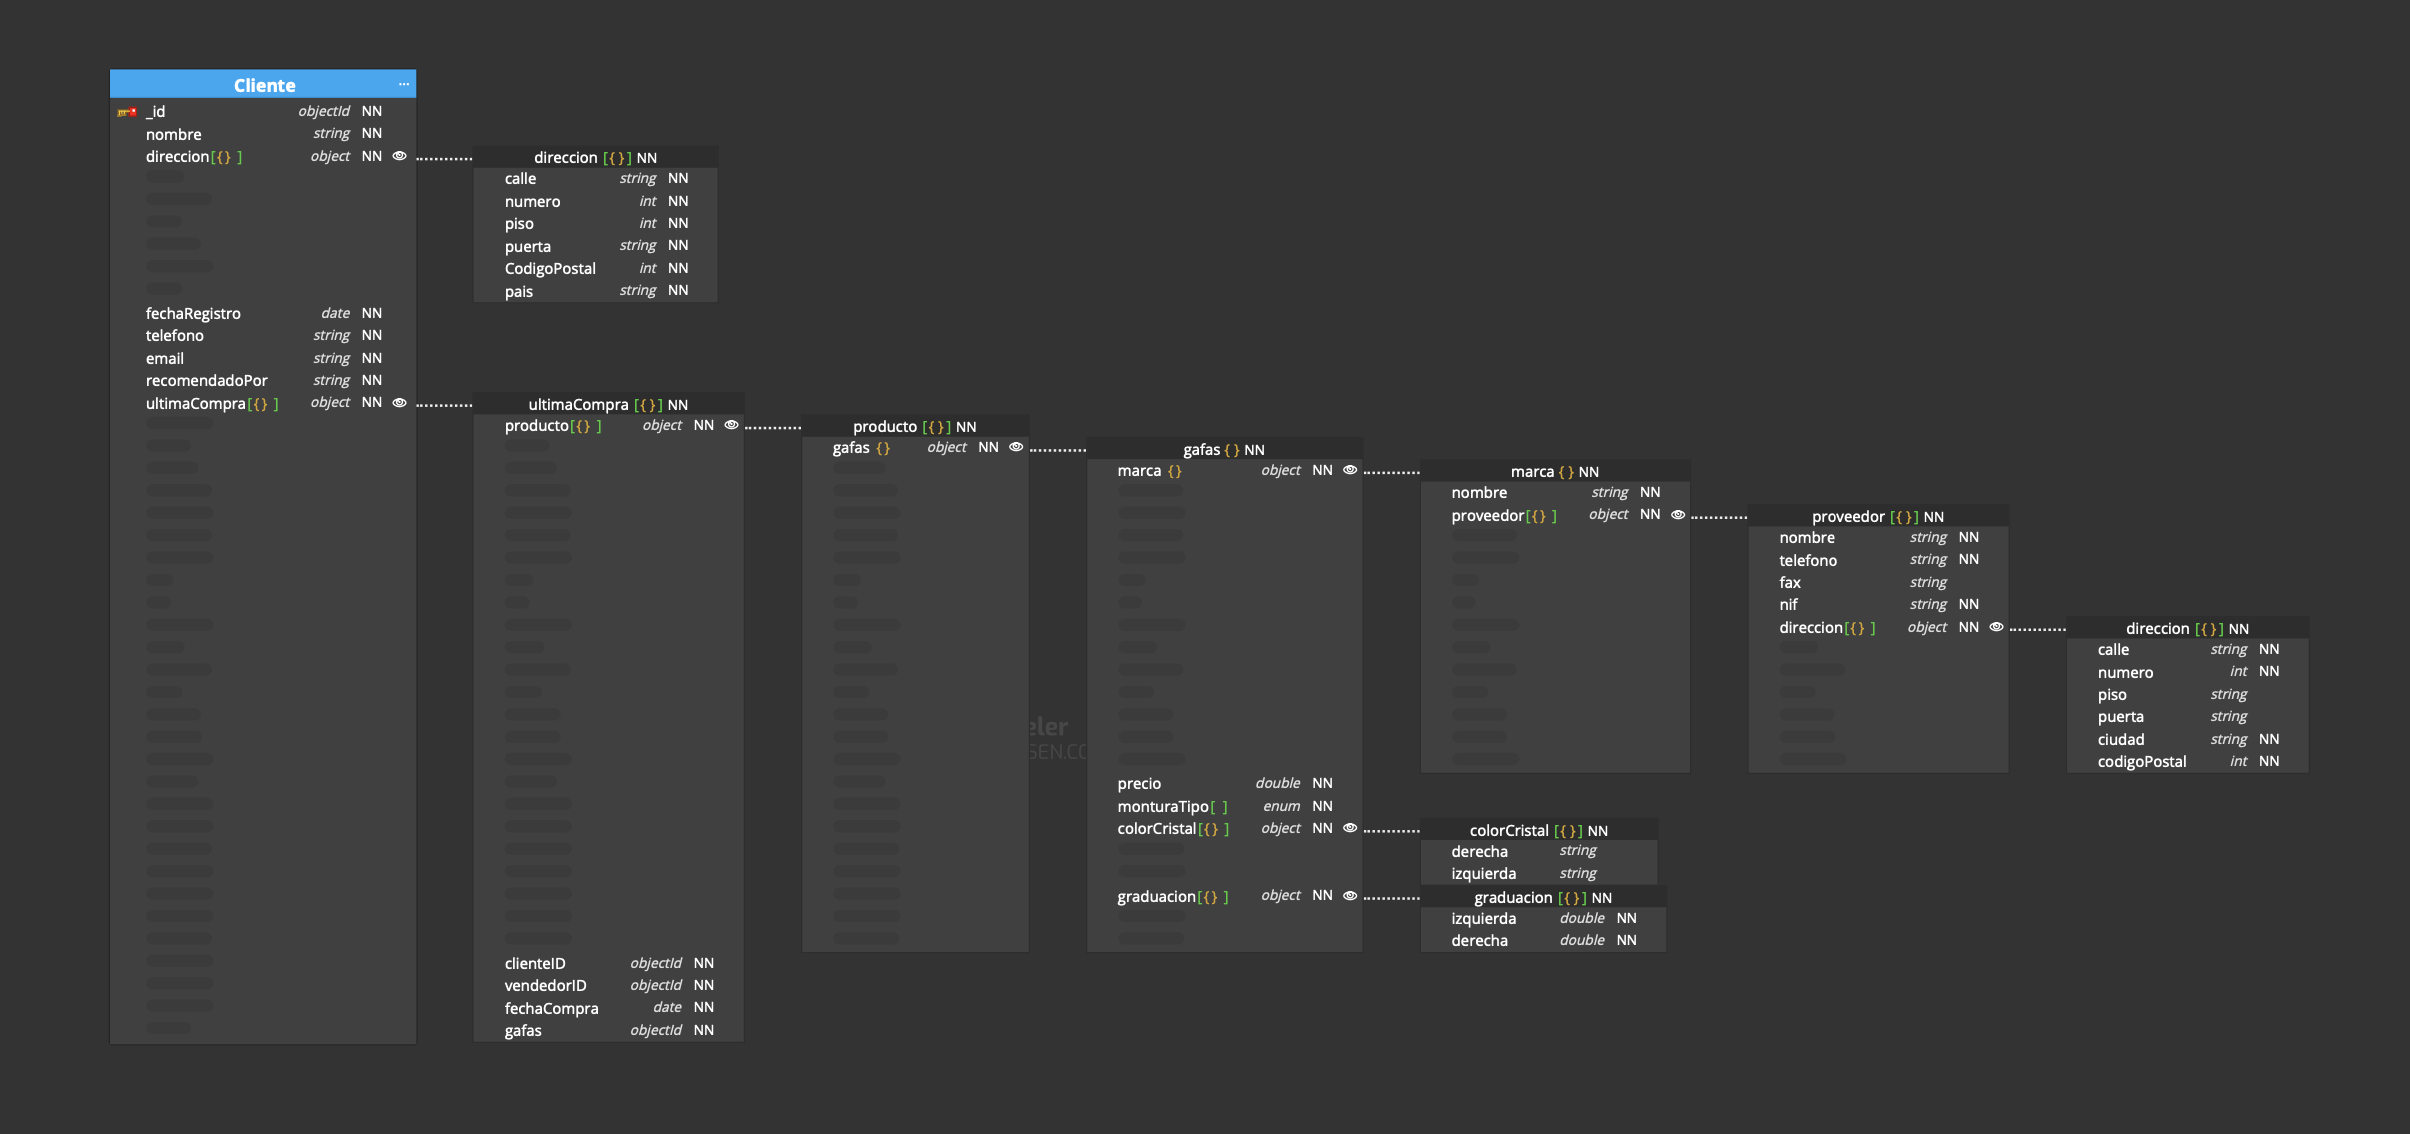 Cliente ...
_id objectId NN
nombre string NN
direccion[{} ] object NN
fechaRegistro date NN
telefono string NN
email string NN
recomendadoPor string NN
ultimaCompra[{} ] object NN
direccion [{}] NN
calle string NN
numero int NN
piso int NN
puerta string NN
CodigoPostal int NN
pais string NN
ultimaCompra [{}] NN
producto[{} ] object NN
clienteID objectId NN
vendedorID objectId NN
fechaCompra date NN
gafas objectId NN
producto [{}] NN
gafas {} object NN
gafas {} NN
marca {} object NN
precio double NN
monturaTipo[ ] enum NN
colorCristal[{} ] object NN
graduacion[{} ] object NN
marca {} NN
nombre string NN
proveedor[{} ] object NN
proveedor [{}] NN
nombre string NN
telefono string NN
fax string
nif string NN
direccion[{} ] object NN
direccion [{}] NN
calle string NN
numero int NN
piso string
puerta string
ciudad string NN
codigoPostal int NN
colorCristal [{}] NN
derecha string
izquierda string
graduacion [{}] NN
izquierda double NN
derecha double NN